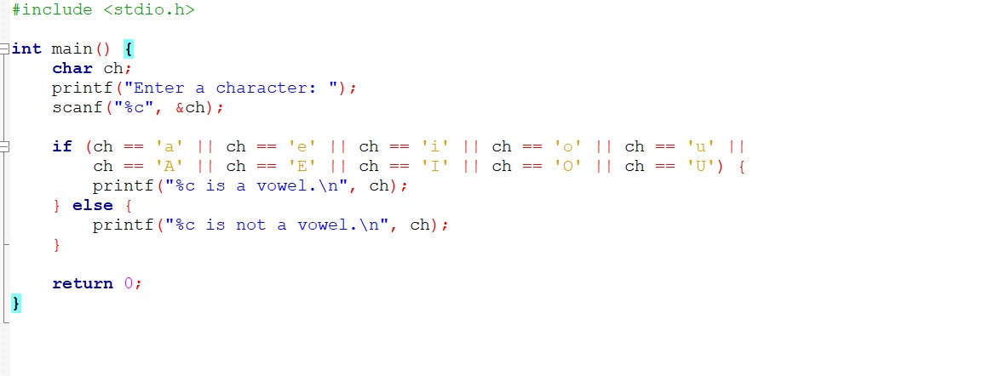 #include <stdio.h>
int main() {
    char ch;
    printf("Enter a character: ");
    scanf("%c", &ch);
    if (ch == 'a' || ch == 'e' || ch == 'i' || ch == 'o' || ch == 'u' ||
        ch == 'A' || ch == 'E' || ch == 'I' || ch == 'O' || ch == 'U') {
        printf("%c is a vowel.\n", ch);
    } else {
        printf("%c is not a vowel.\n", ch);
    }
    return 0;
}